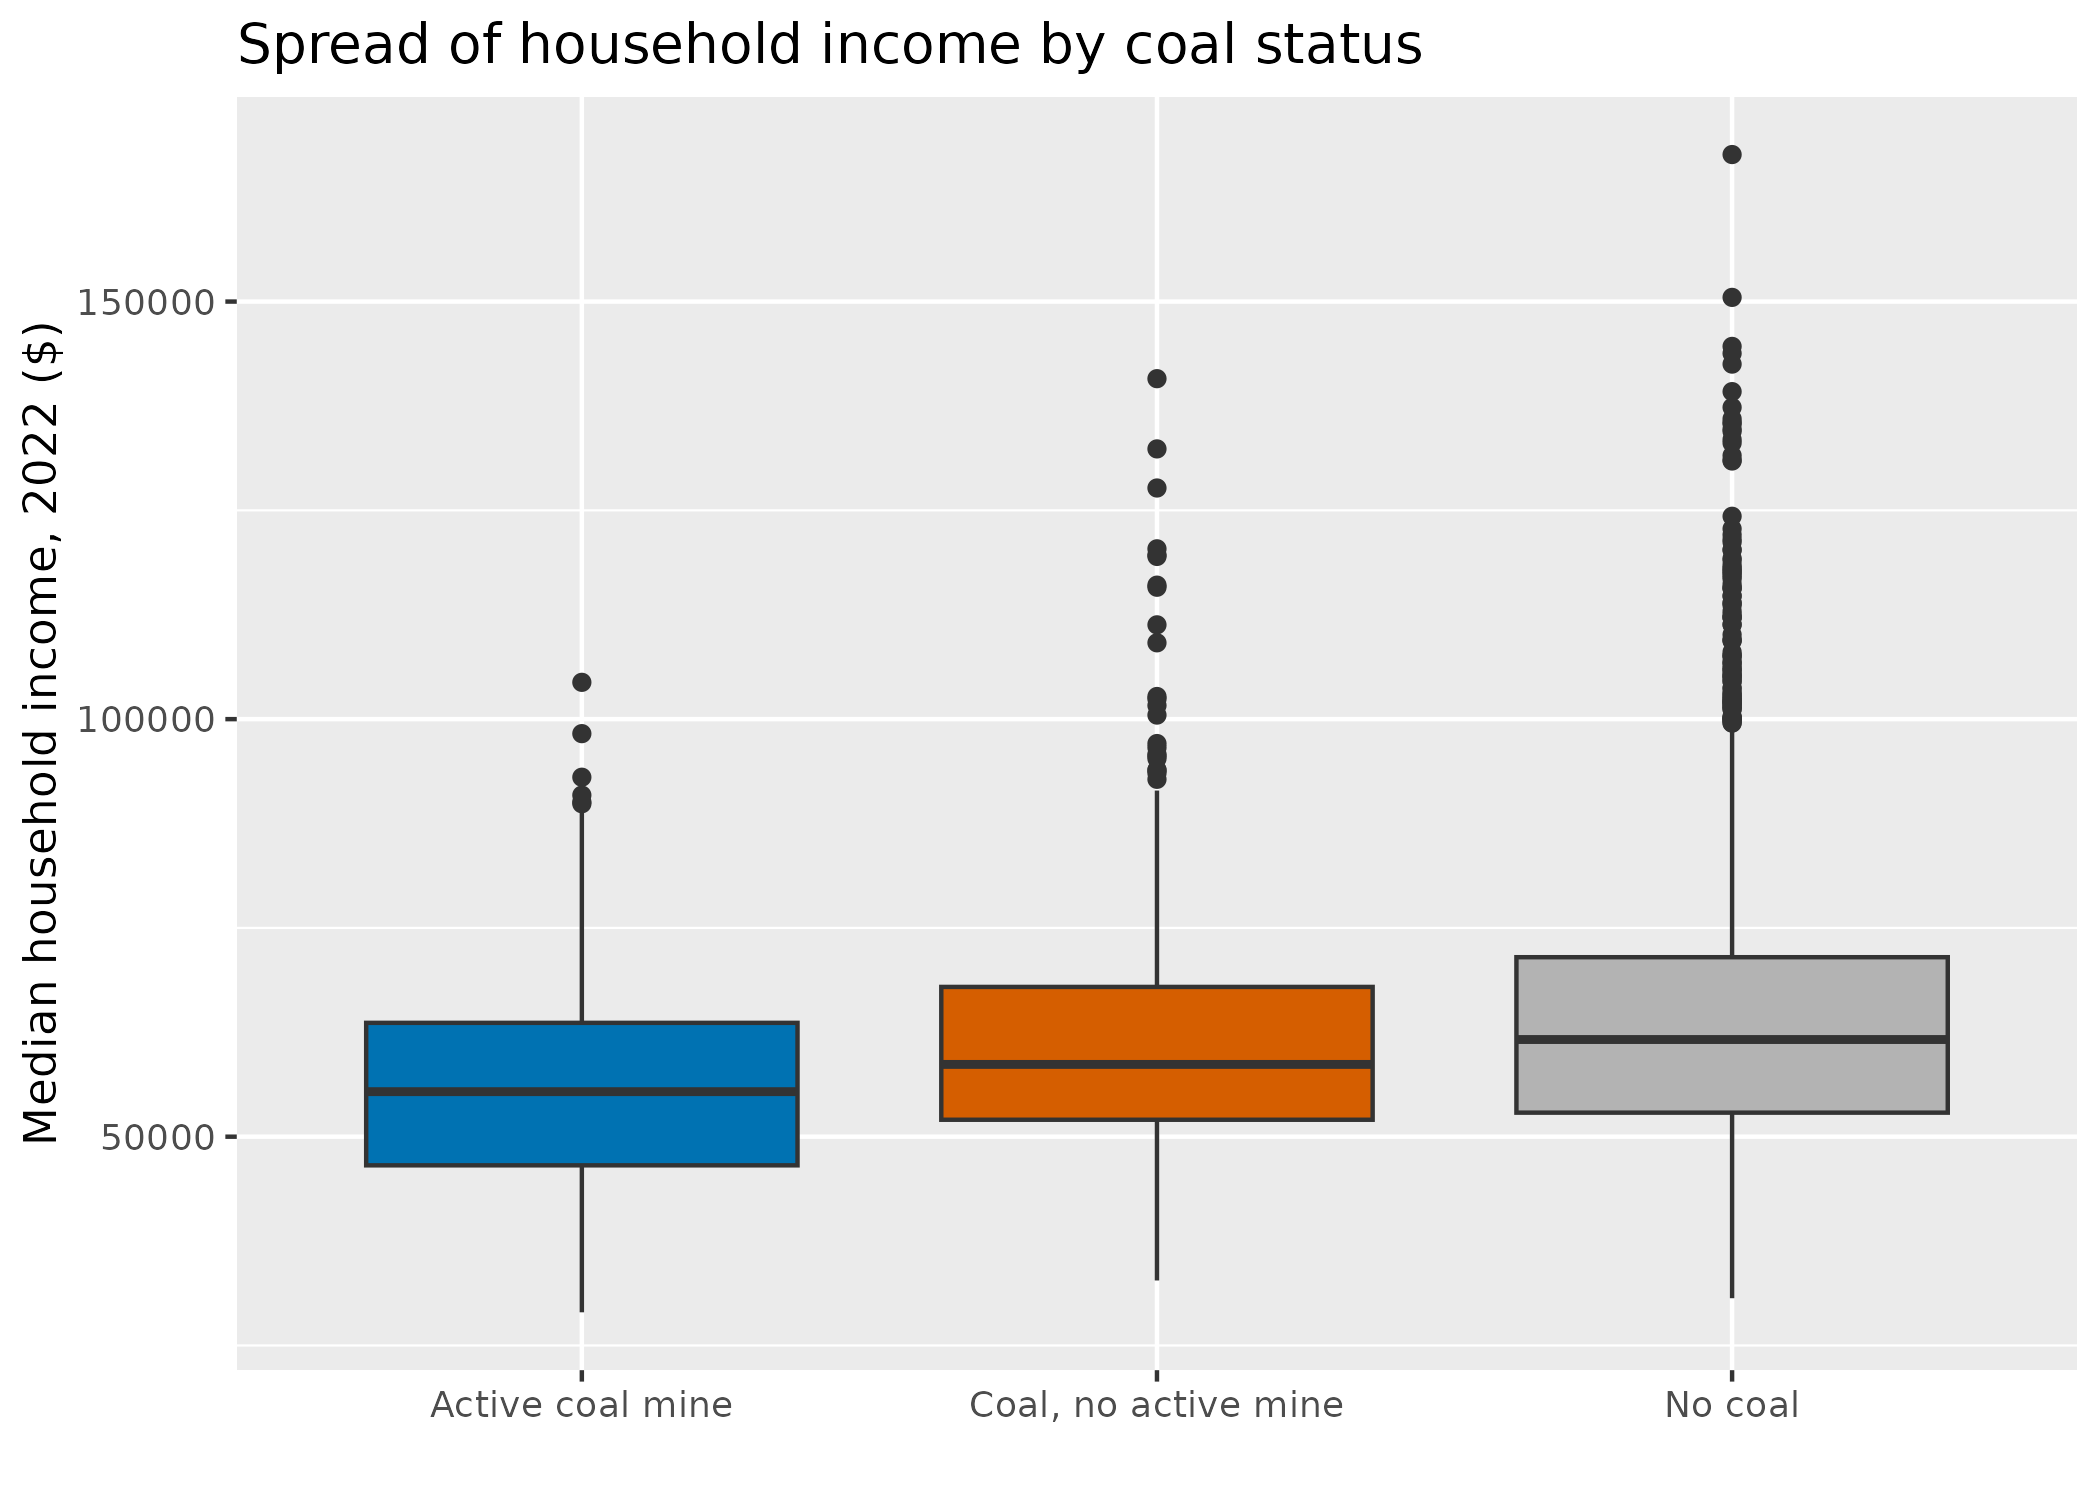 Spread of household income by coal status
Median household income, 2022 ($)
150000
100000
50000
Active coal mine
Coal, no active mine
No coal